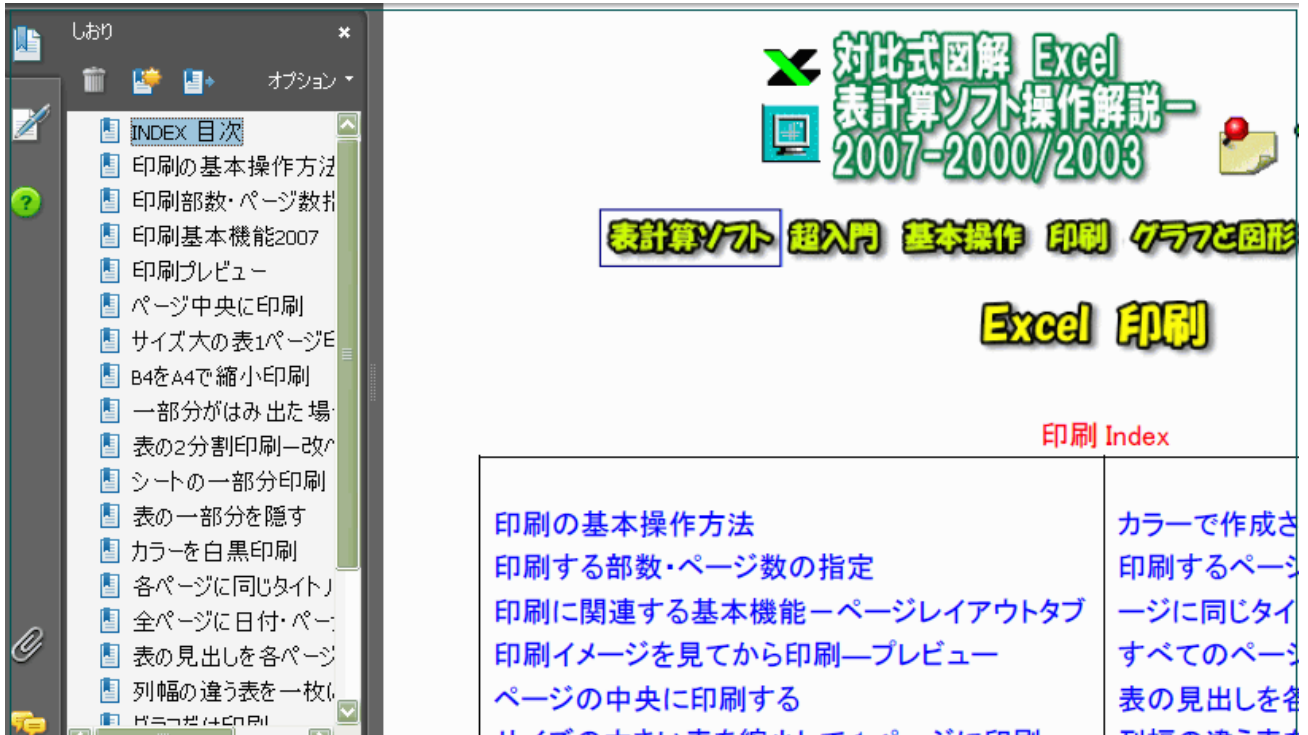 しおり
オプション
INDEX 目次
印刷の基本操作方法
印刷部数・ページ数指
印刷基本機能2007
印刷プレビュー
ページ中央に印刷
サイズ大の表1ページ
B4をA4で縮小印刷
一部分がはみ出た場
表の2分割印刷―改
シートの一部分印刷
表の一部分を隠す
カラーを白黒印刷
各ページに同じタイト
全ページに日付・ペー
表の見出しを各ページ
列幅の違う表を一枚
グラフだけ印刷
対比式図解 Excel
表計算ソフト操作解説ー
2007-2000/2003
表計算ソフト 超入門 基本操作 印刷 グラフと図形
Excel 印刷
印刷 Index
印刷の基本操作方法
印刷する部数・ページ数の指定
印刷に関連する基本機能－ページレイアウトタブ
印刷イメージを見てから印刷―プレビュー
ページの中央に印刷する
カラーで作成さ
印刷するページ
ージに同じタイ
すべてのページ
表の見出しを各